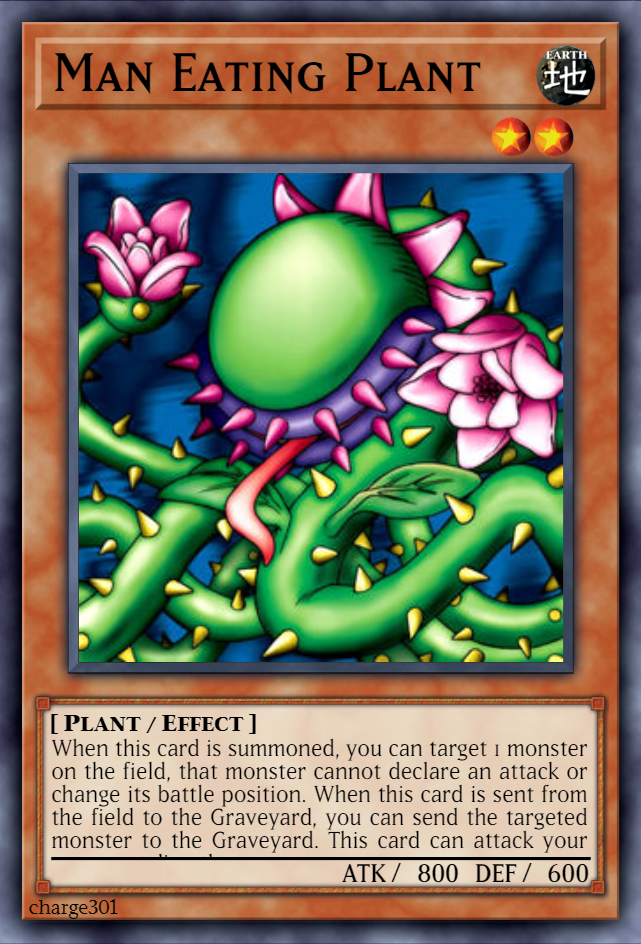 Man Eating Plant
EARTH
地
[ Plant / Effect ]
When this card is summoned, you can target 1 monster
on the field, that monster cannot declare an attack or
change its battle position. When this card is sent from
the field to the Graveyard, you can send the targeted
monster to the Graveyard. This card can attack your
ATK / 800 DEF / 600
charge301